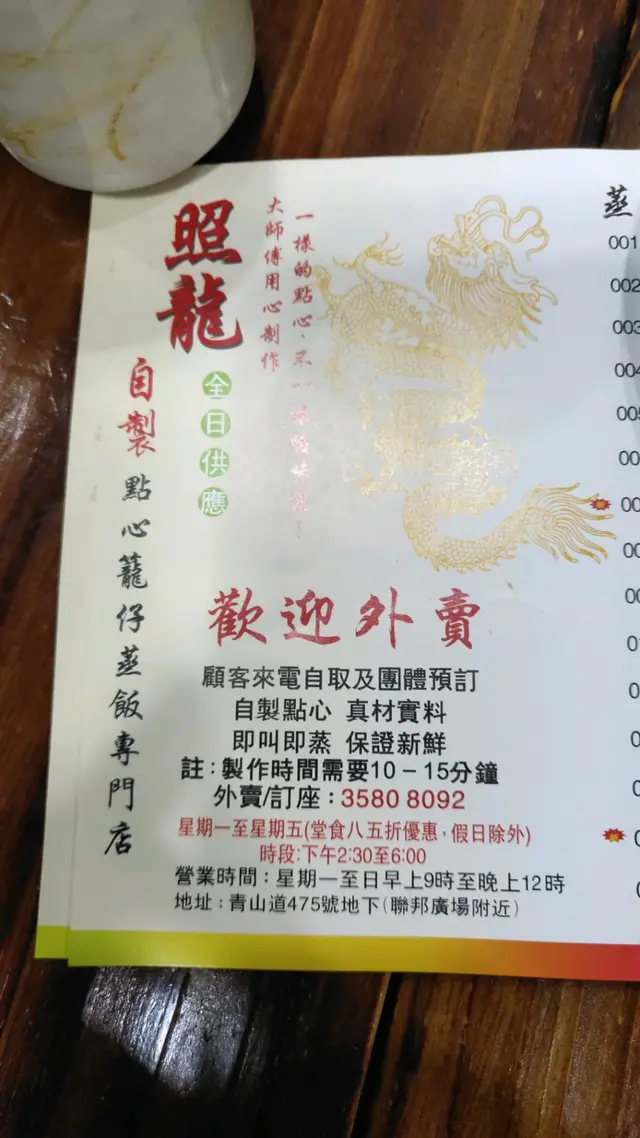 照龍
一樣的點心，不一樣的味道！
大師傅用心制作
全日供應
自製點心籠仔蒸飯專門店
歡迎外賣
顧客來電自取及團體預訂
自製點心 真材實料
即叫即蒸 保證新鮮
註：製作時間需要10－15分鐘
外賣/訂座：3580 8092
星期一至星期五(堂食八五折優惠，假日除外)
時段:下午2:30至6:00
營業時間：星期一至日早上9時至晚上12時
地址：青山道475號地下(聯邦廣場附近)
蒸
001
002
003